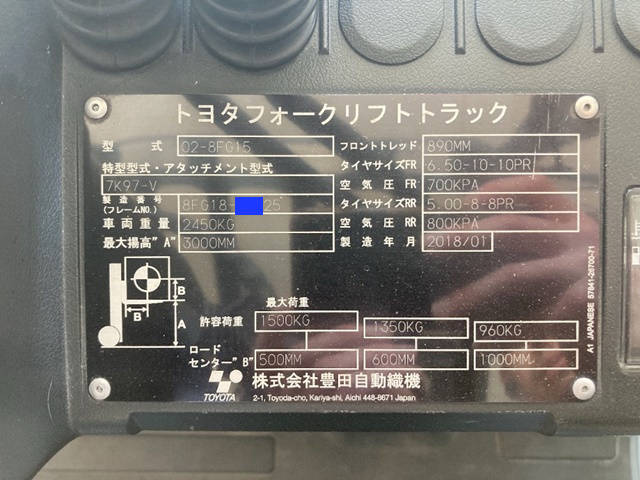 トヨタフォークリフトトラック
型式 02-8FG15
特型型式・アタッチメント型式
7K97-V
製造番号 (フレームNO.) 8FG18- 25
車両重量 2450KG
最大揚高"A" 3000MM
フロントトレッド 890MM
タイヤサイズFR 6.50-10-10PR
空気圧 FR 700KPA
タイヤサイズRR 5.00-8-8PR
空気圧 RR 800KPA
製造年月 2018/01
B
B
A
最大荷重
許容荷重 1500KG 1350KG 960KG
ロードセンター"B" 500MM 600MM 1000MM
TOYOTA
株式会社豊田自動織機
2-1, Toyoda-cho, Kariya-shi, Aichi 448-8671 Japan
A1 JAPANESE 57841-26700-71